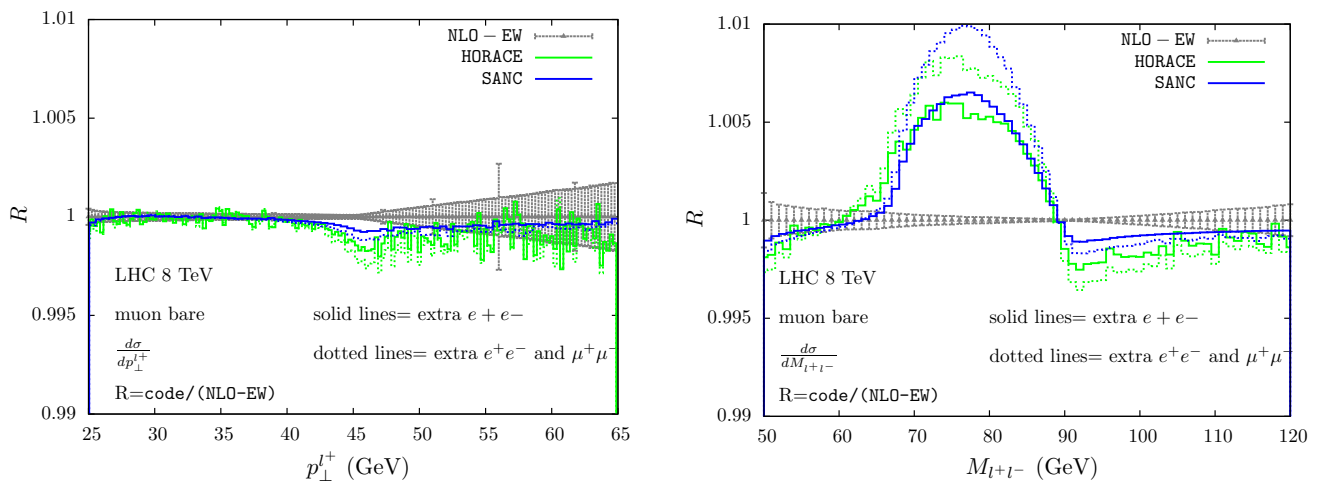 1.01
NLO − EW
HORACE
SANC
1.005
R
1
LHC 8 TeV
muon bare
solid lines= extra e + e−
0.995
dσ
dp⊥^{l+}
dotted lines= extra e⁺e⁻ and μ⁺μ⁻
R=code/(NLO-EW)
0.99
25 30 35 40 45 50 55 60 65
p⊥^{l+} (GeV)
1.01
NLO − EW
HORACE
SANC
1.005
R
1
LHC 8 TeV
muon bare
solid lines= extra e + e−
0.995
dσ
dM_{l+l−}
dotted lines= extra e⁺e⁻ and μ⁺μ⁻
R=code/(NLO-EW)
0.99
50 60 70 80 90 100 110 120
M_{l+l−} (GeV)